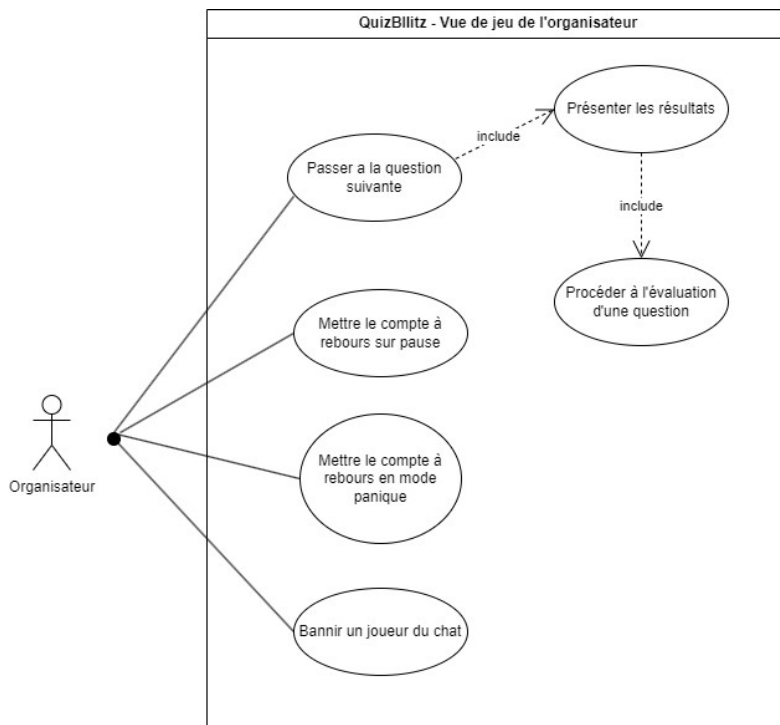 QuizBllitz - Vue de jeu de l'organisateur
Présenter les résultats
include
Passer a la question
suivante
include
Procéder à l'évaluation
d'une question
Mettre le compte à
rebours sur pause
Mettre le compte à
rebours en mode
panique
Organisateur
Bannir un joueur du chat